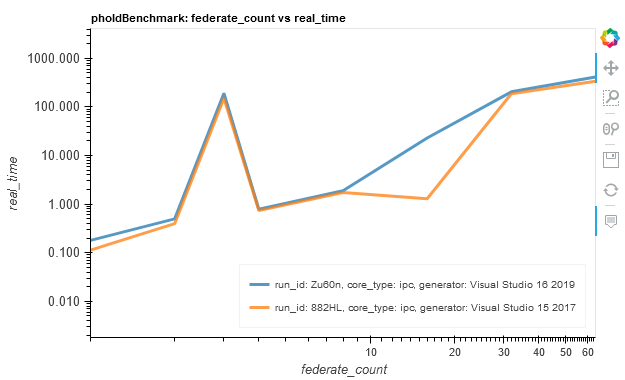 pholdBenchmark: federate_count vs real_time
1000.000
100.000
10.000
1.000
0.100
0.010
real_time
run_id: Zu60n, core_type: ipc, generator: Visual Studio 16 2019
run_id: 882HL, core_type: ipc, generator: Visual Studio 15 2017
10
20
30
40
50
60
federate_count